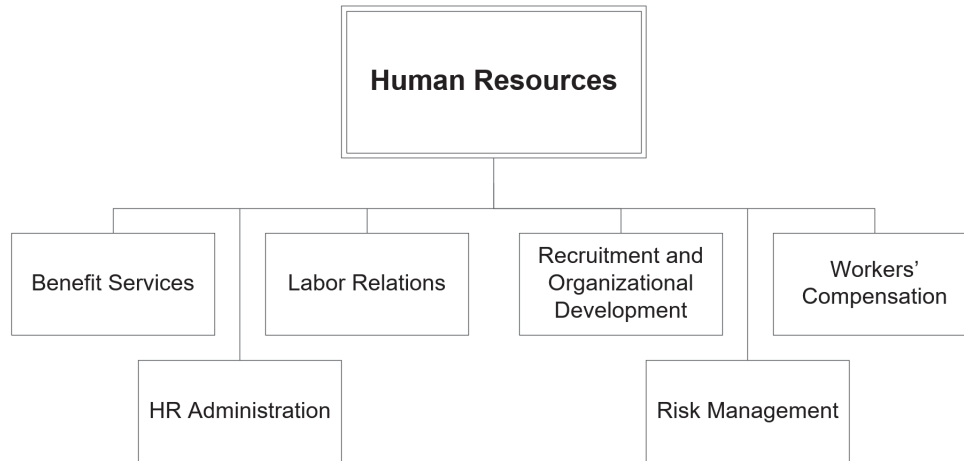 Human Resources
Benefit Services
Labor Relations
Recruitment and
Organizational
Development
Workers’
Compensation
HR Administration
Risk Management